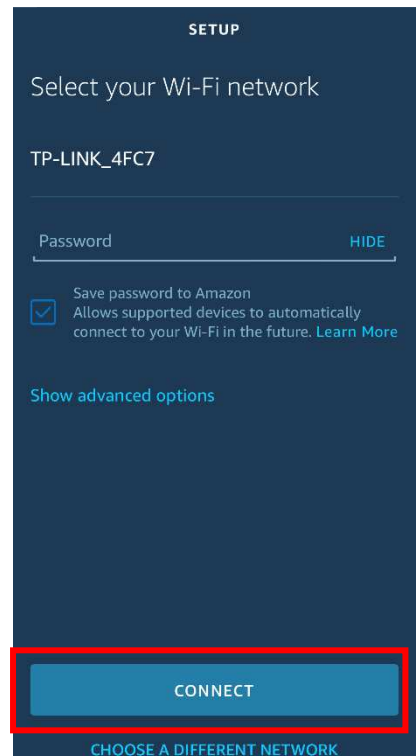 SETUP
Select your Wi-Fi network
TP-LINK_4FC7
Password HIDE
Save password to Amazon
Allows supported devices to automatically
connect to your Wi-Fi in the future. Learn More
Show advanced options
CONNECT
CHOOSE A DIFFERENT NETWORK